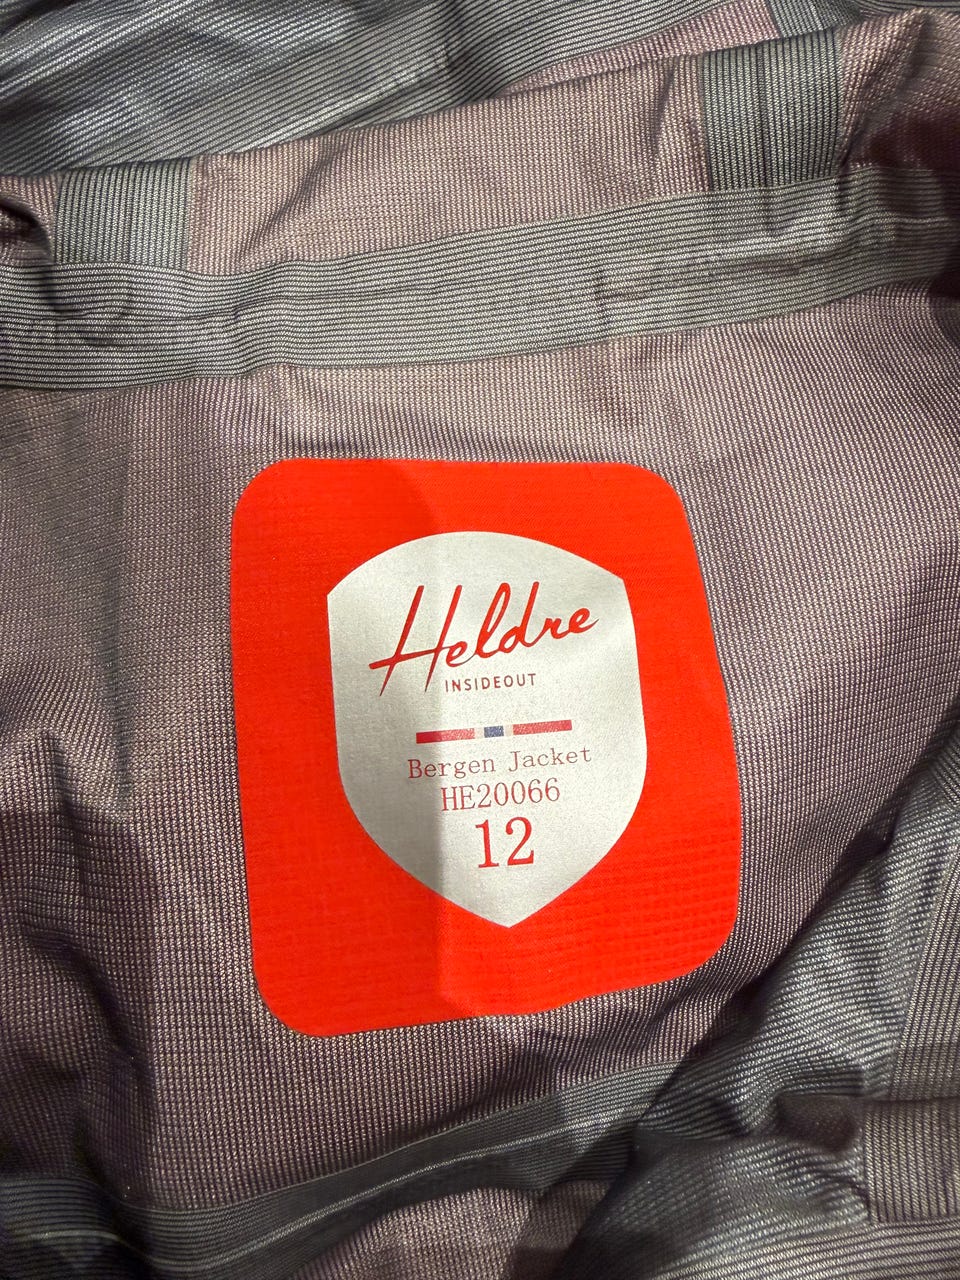 Heldre
INSIDEOUT
Bergen Jacket
HE20066
12